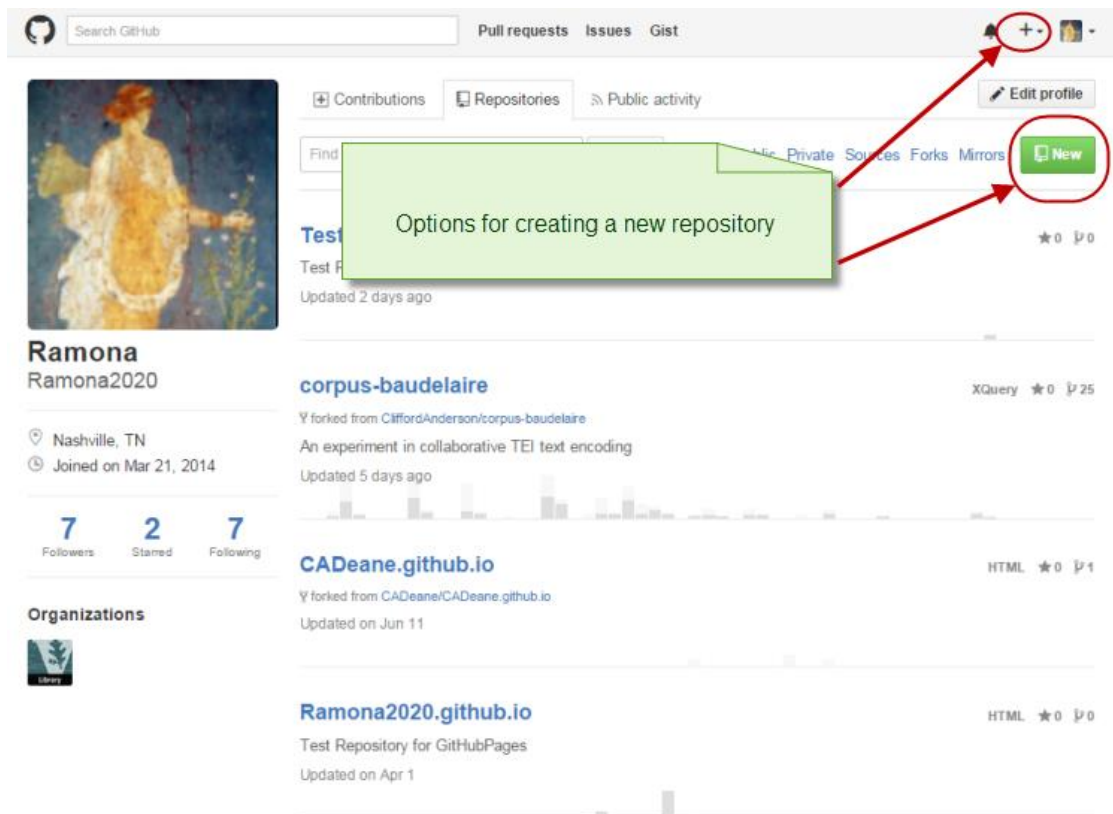 Search GitHub
Pull requests Issues Gist
Contributions Repositories Public activity
Edit profile
Find
Private Sources Forks Mirrors
New
Options for creating a new repository
Test
0 0
Test
Updated 2 days ago
Ramona
Ramona2020
Nashville, TN
Joined on Mar 21, 2014
7 2 7
Followers Starred Following
Organizations
Library
corpus-baudelaire
XQuery 0 25
forked from CliffordAnderson/corpus-baudelaire
An experiment in collaborative TEI text encoding
Updated 5 days ago
CADeane.github.io
HTML 0 1
forked from CADeane/CADeane.github.io
Updated on Jun 11
Ramona2020.github.io
HTML 0 0
Test Repository for GitHubPages
Updated on Apr 1